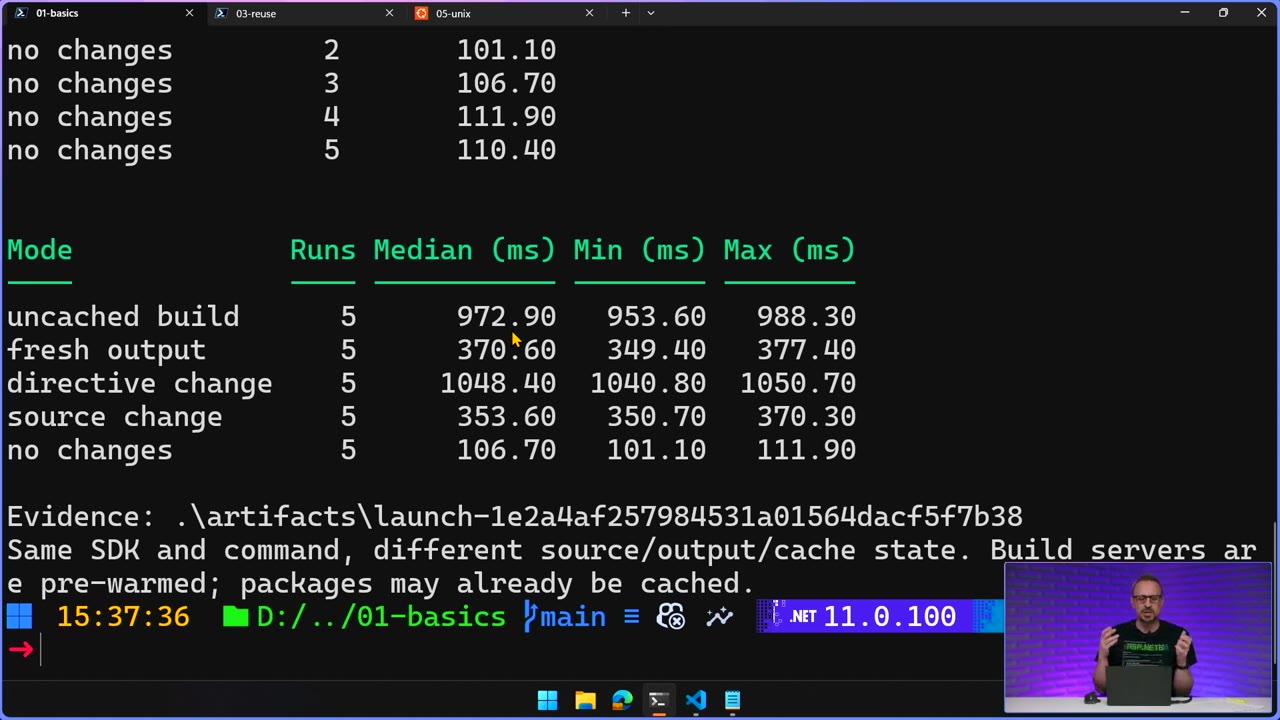 01-basics
03-reuse
05-unix
no changes 2 101.10
no changes 3 106.70
no changes 4 111.90
no changes 5 110.40
Mode Runs Median (ms) Min (ms) Max (ms)
uncached build 5 972.90 953.60 988.30
fresh output 5 370.60 349.40 377.40
directive change 5 1048.40 1040.80 1050.70
source change 5 353.60 350.70 370.30
no changes 5 106.70 101.10 111.90
Evidence: .\artifacts\launch-1e2a4af257984531a01564dacf5f7b38
Same SDK and command, different source/output/cache state. Build servers ar
e pre-warmed; packages may already be cached.
15:37:36 D:/../01-basics main ≡ .NET 11.0.100